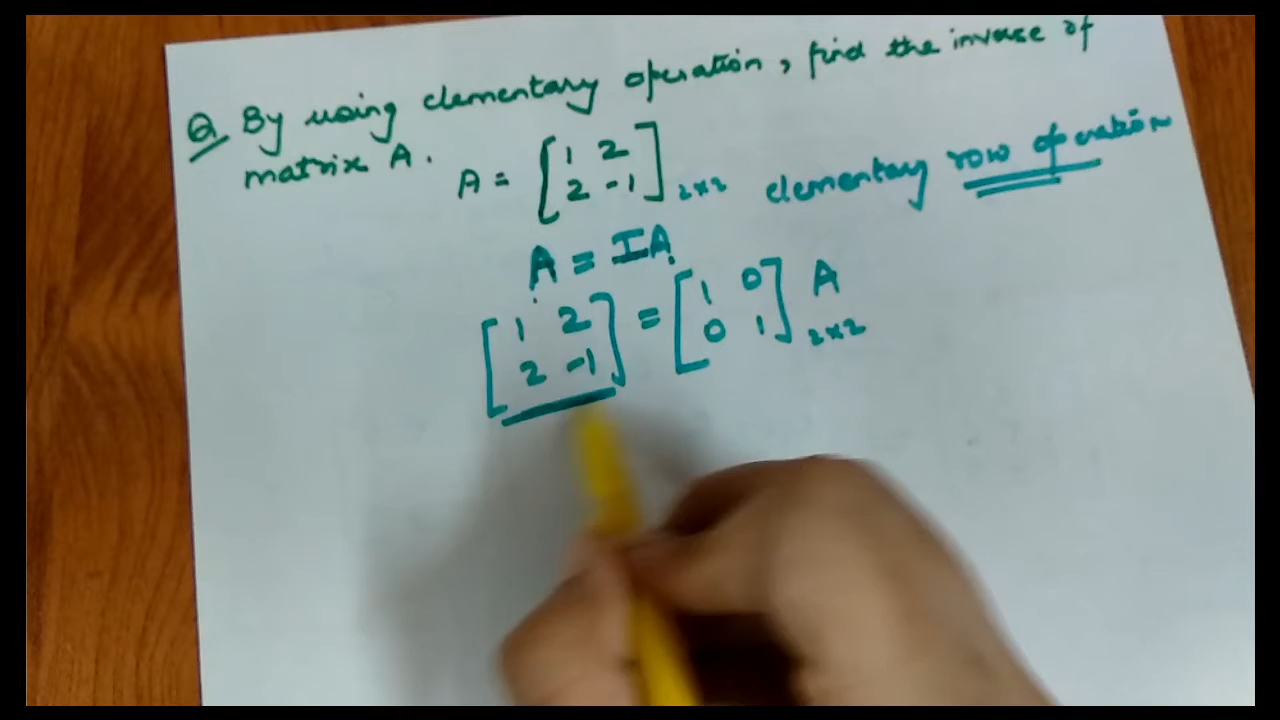 Q By using elementary operation, find the inverse of
matrix A. A = [1 2
2 -1] 2×2 elementary row operation
A = IA
[1 2 = [1 0 A
2 -1] 0 1] 2×2